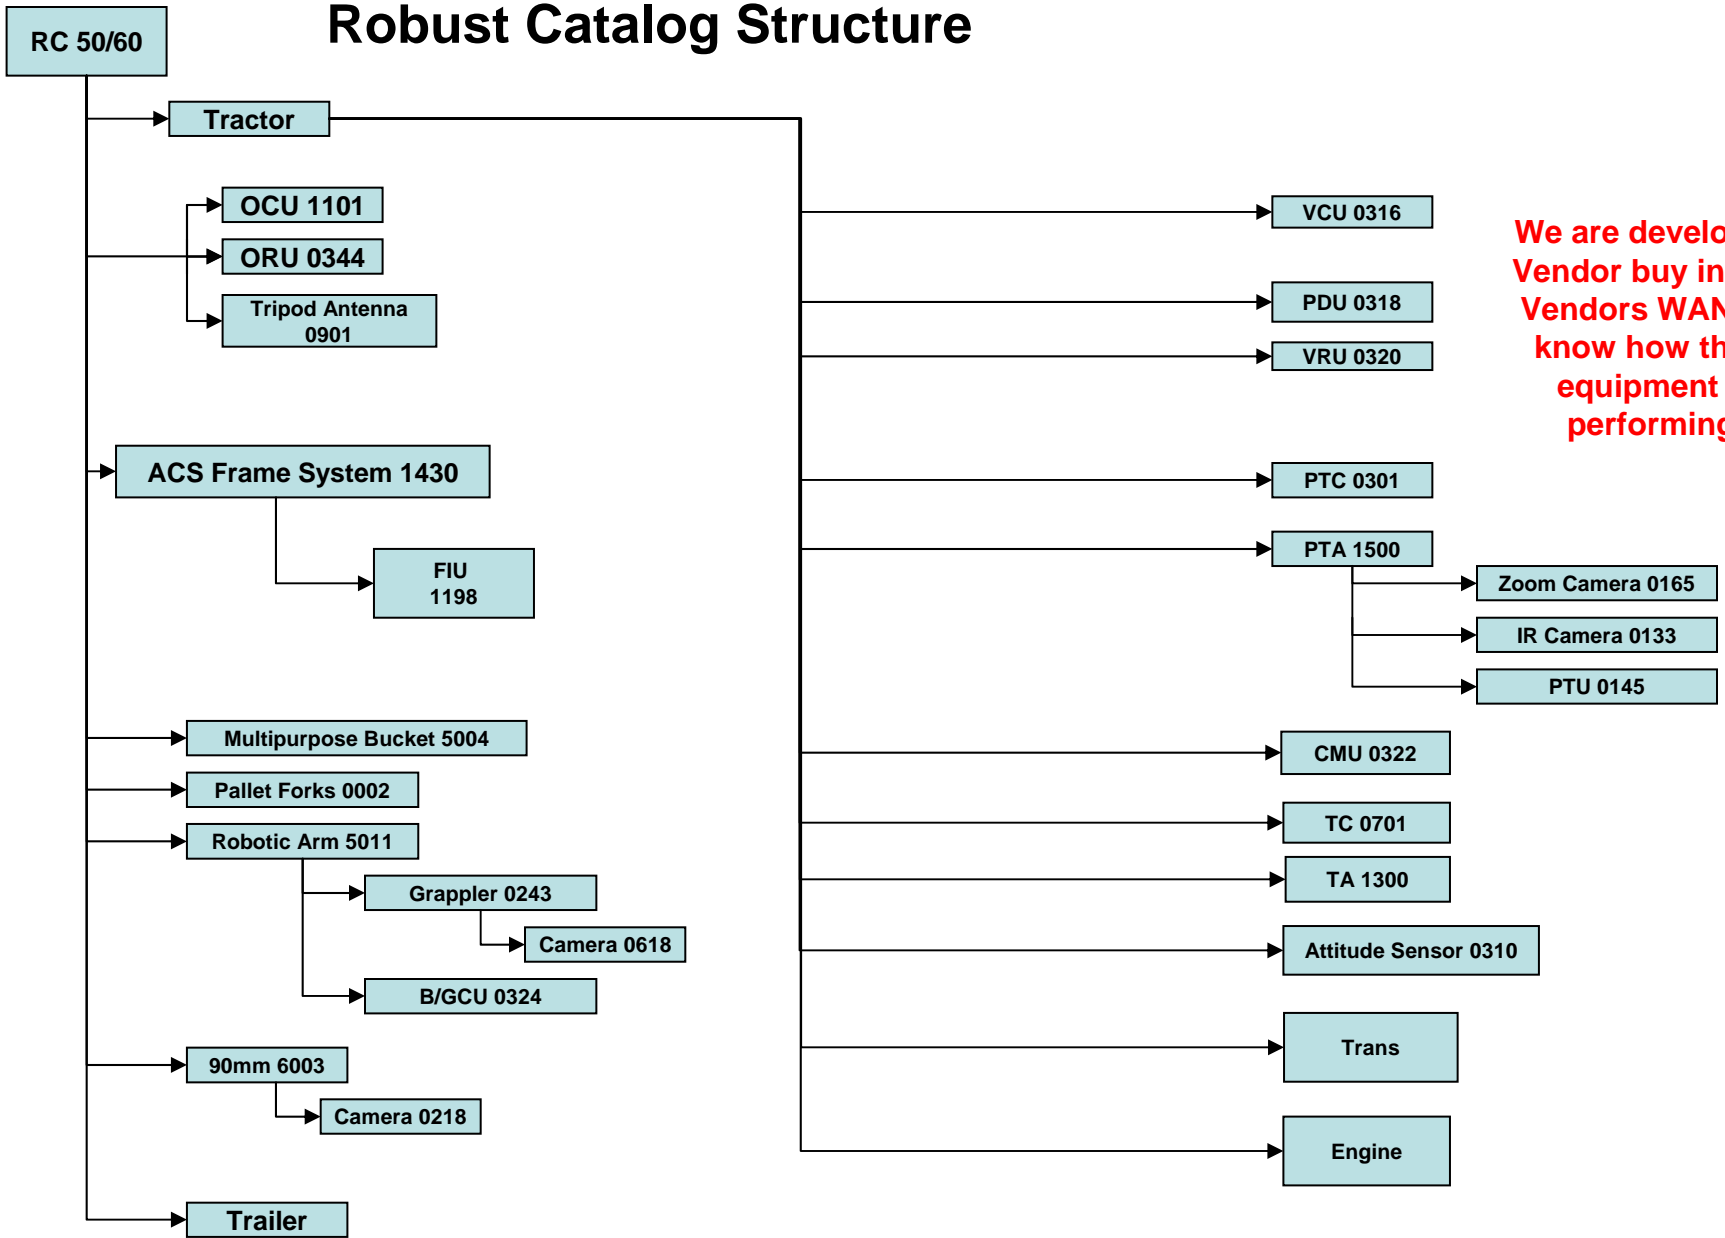 Robust Catalog Structure
RC 50/60
Tractor
OCU 1101
ORU 0344
Tripod Antenna
0901
ACS Frame System 1430
FIU
1198
Multipurpose Bucket 5004
Pallet Forks 0002
Robotic Arm 5011
Grappler 0243
Camera 0618
B/GCU 0324
90mm 6003
Camera 0218
Trailer
VCU 0316
PDU 0318
VRU 0320
PTC 0301
PTA 1500
Zoom Camera 0165
IR Camera 0133
PTU 0145
CMU 0322
TC 0701
TA 1300
Attitude Sensor 0310
Trans
Engine
We are
Vendor buy in
Vendors
know how
equipment
performing